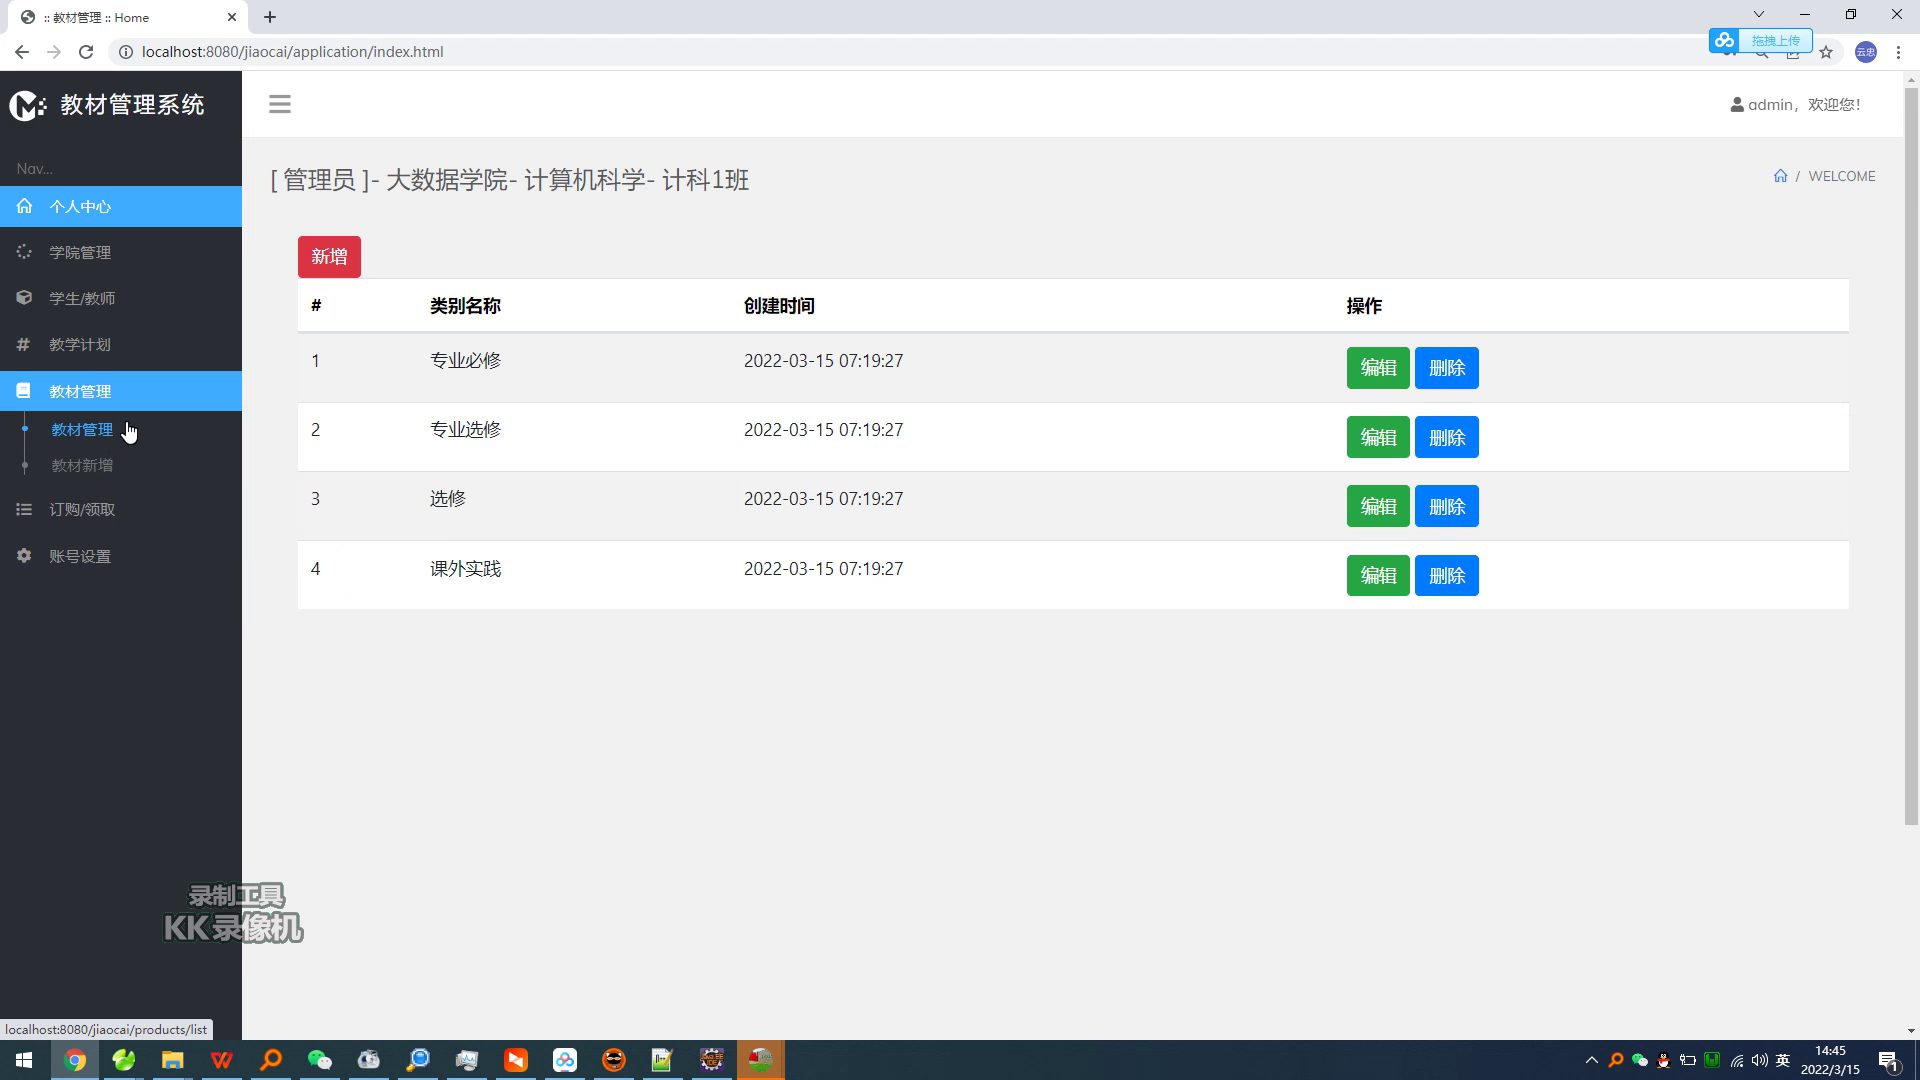 :: 教材管理 :: Home
localhost:8080/jiaocai/application/index.html
拖拽上传
云忠
教材管理系统
admin，欢迎您！
Nav...
个人中心
学院管理
学生/教师
教学计划
教材管理
教材管理
教材新增
订购/领取
账号设置
[ 管理员 ]- 大数据学院- 计算机科学- 计科1班
/ WELCOME
新增
# 类别名称 创建时间 操作
1 专业必修 2022-03-15 07:19:27 编辑 删除
2 专业选修 2022-03-15 07:19:27 编辑 删除
3 选修 2022-03-15 07:19:27 编辑 删除
4 课外实践 2022-03-15 07:19:27 编辑 删除
录制工具
KK录像机
localhost:8080/jiaocai/products/list
英
14:45
2022/3/15
1